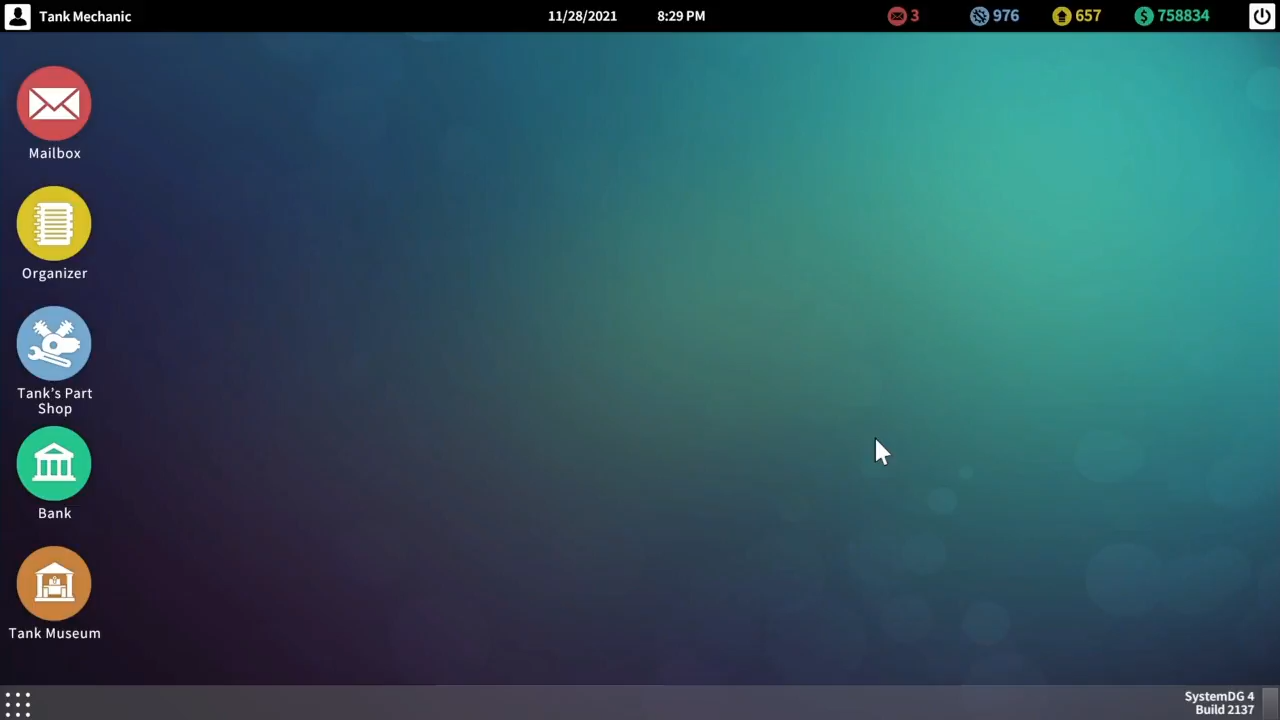 Tank Mechanic
11/28/2021
8:29 PM
3
976
657
758834
Mailbox
Organizer
Tank's Part
Shop
Bank
Tank Museum
SystemDG 4
Build 2137